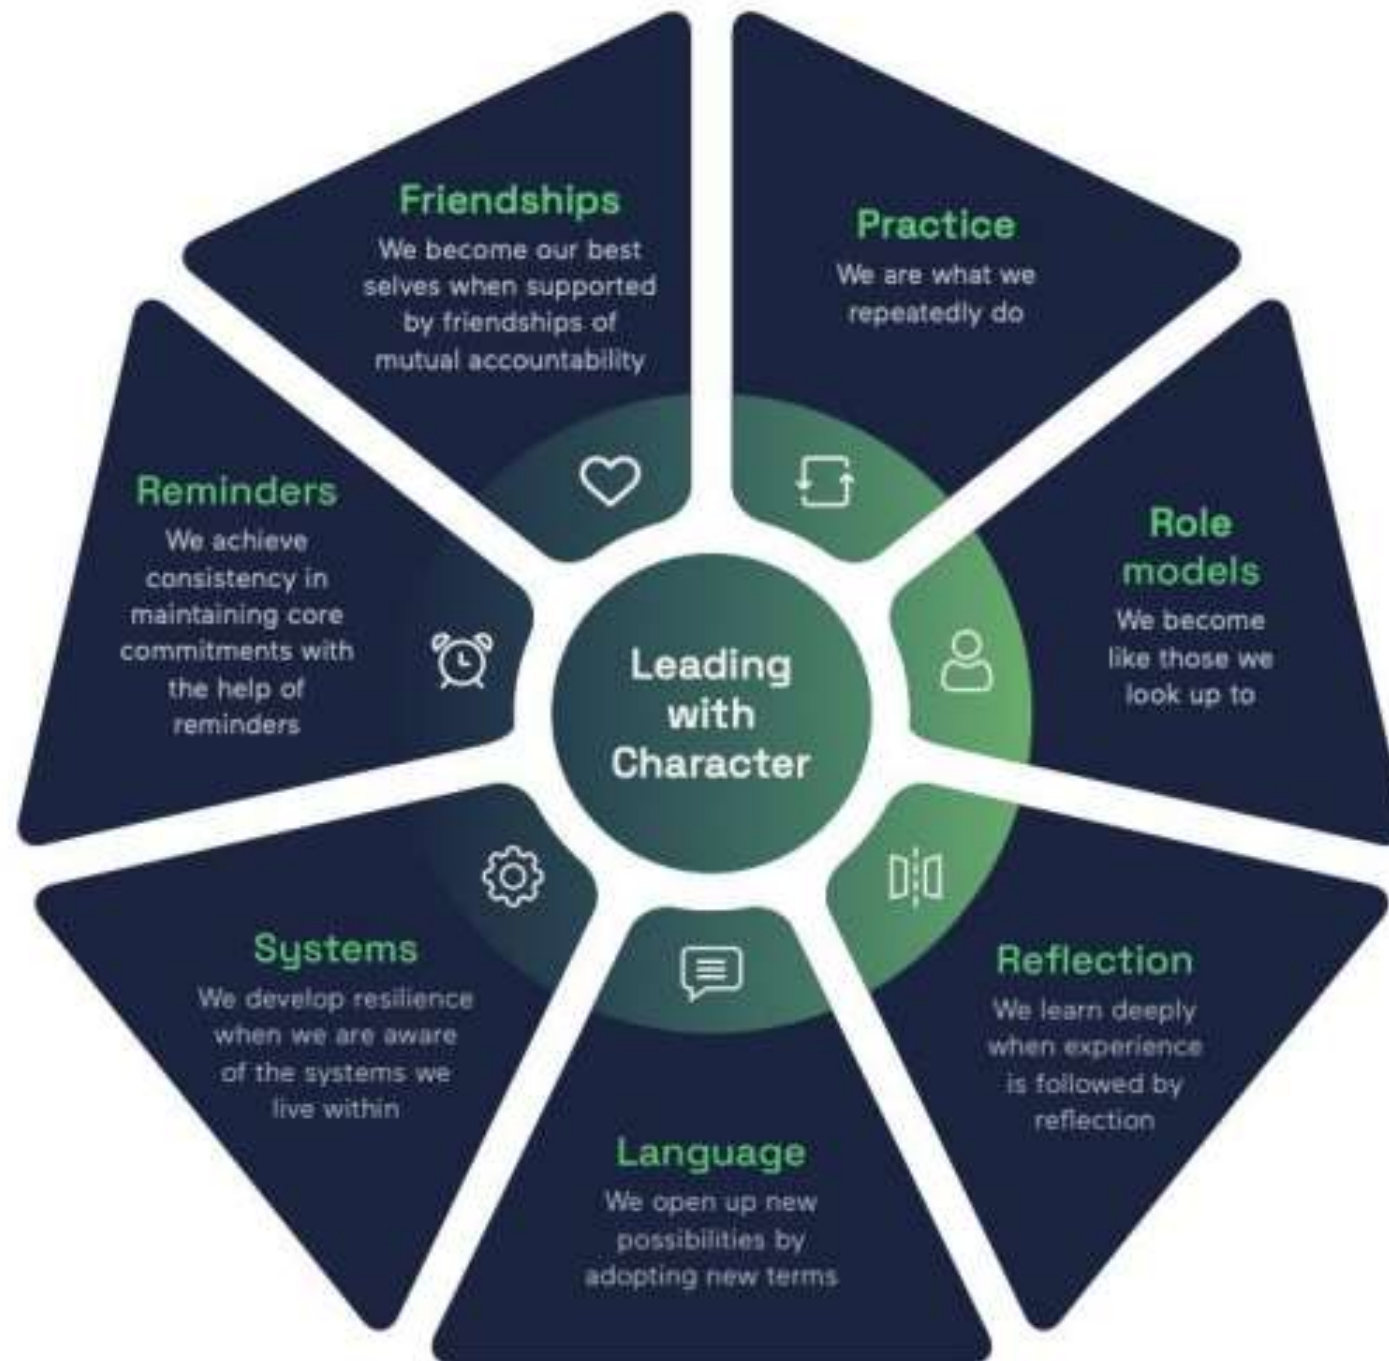 Friendships
We become our best
selves when supported
by friendships of
mutual accountability
Practice
We are what we
repeatedly do
Role
models
We become
like those we
look up to
Reflection
We learn deeply
when experience
is followed by
reflection
Language
We open up new
possibilities by
adopting new terms
Systems
We develop resilience
when we are aware
of the systems we
live within
Reminders
We achieve
consistency in
maintaining core
commitments with
the help of
reminders
Leading
with
Character